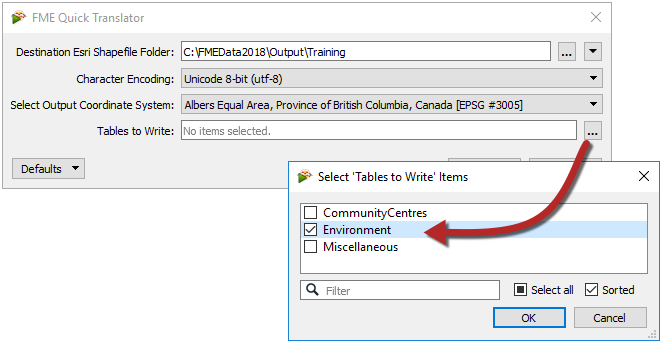 FME Quick Translator
Destination Esri Shapefile Folder: C:\FMEData2018\Output\Training ...
Character Encoding: Unicode 8-bit (utf-8)
Select Output Coordinate System: Albers Equal Area, Province of British Columbia, Canada [EPSG #3005]
Tables to Write: No items selected. ...
Defaults
Select 'Tables to Write' Items
CommunityCentres
Environment
Miscellaneous
Filter Select all Sorted
OK Cancel